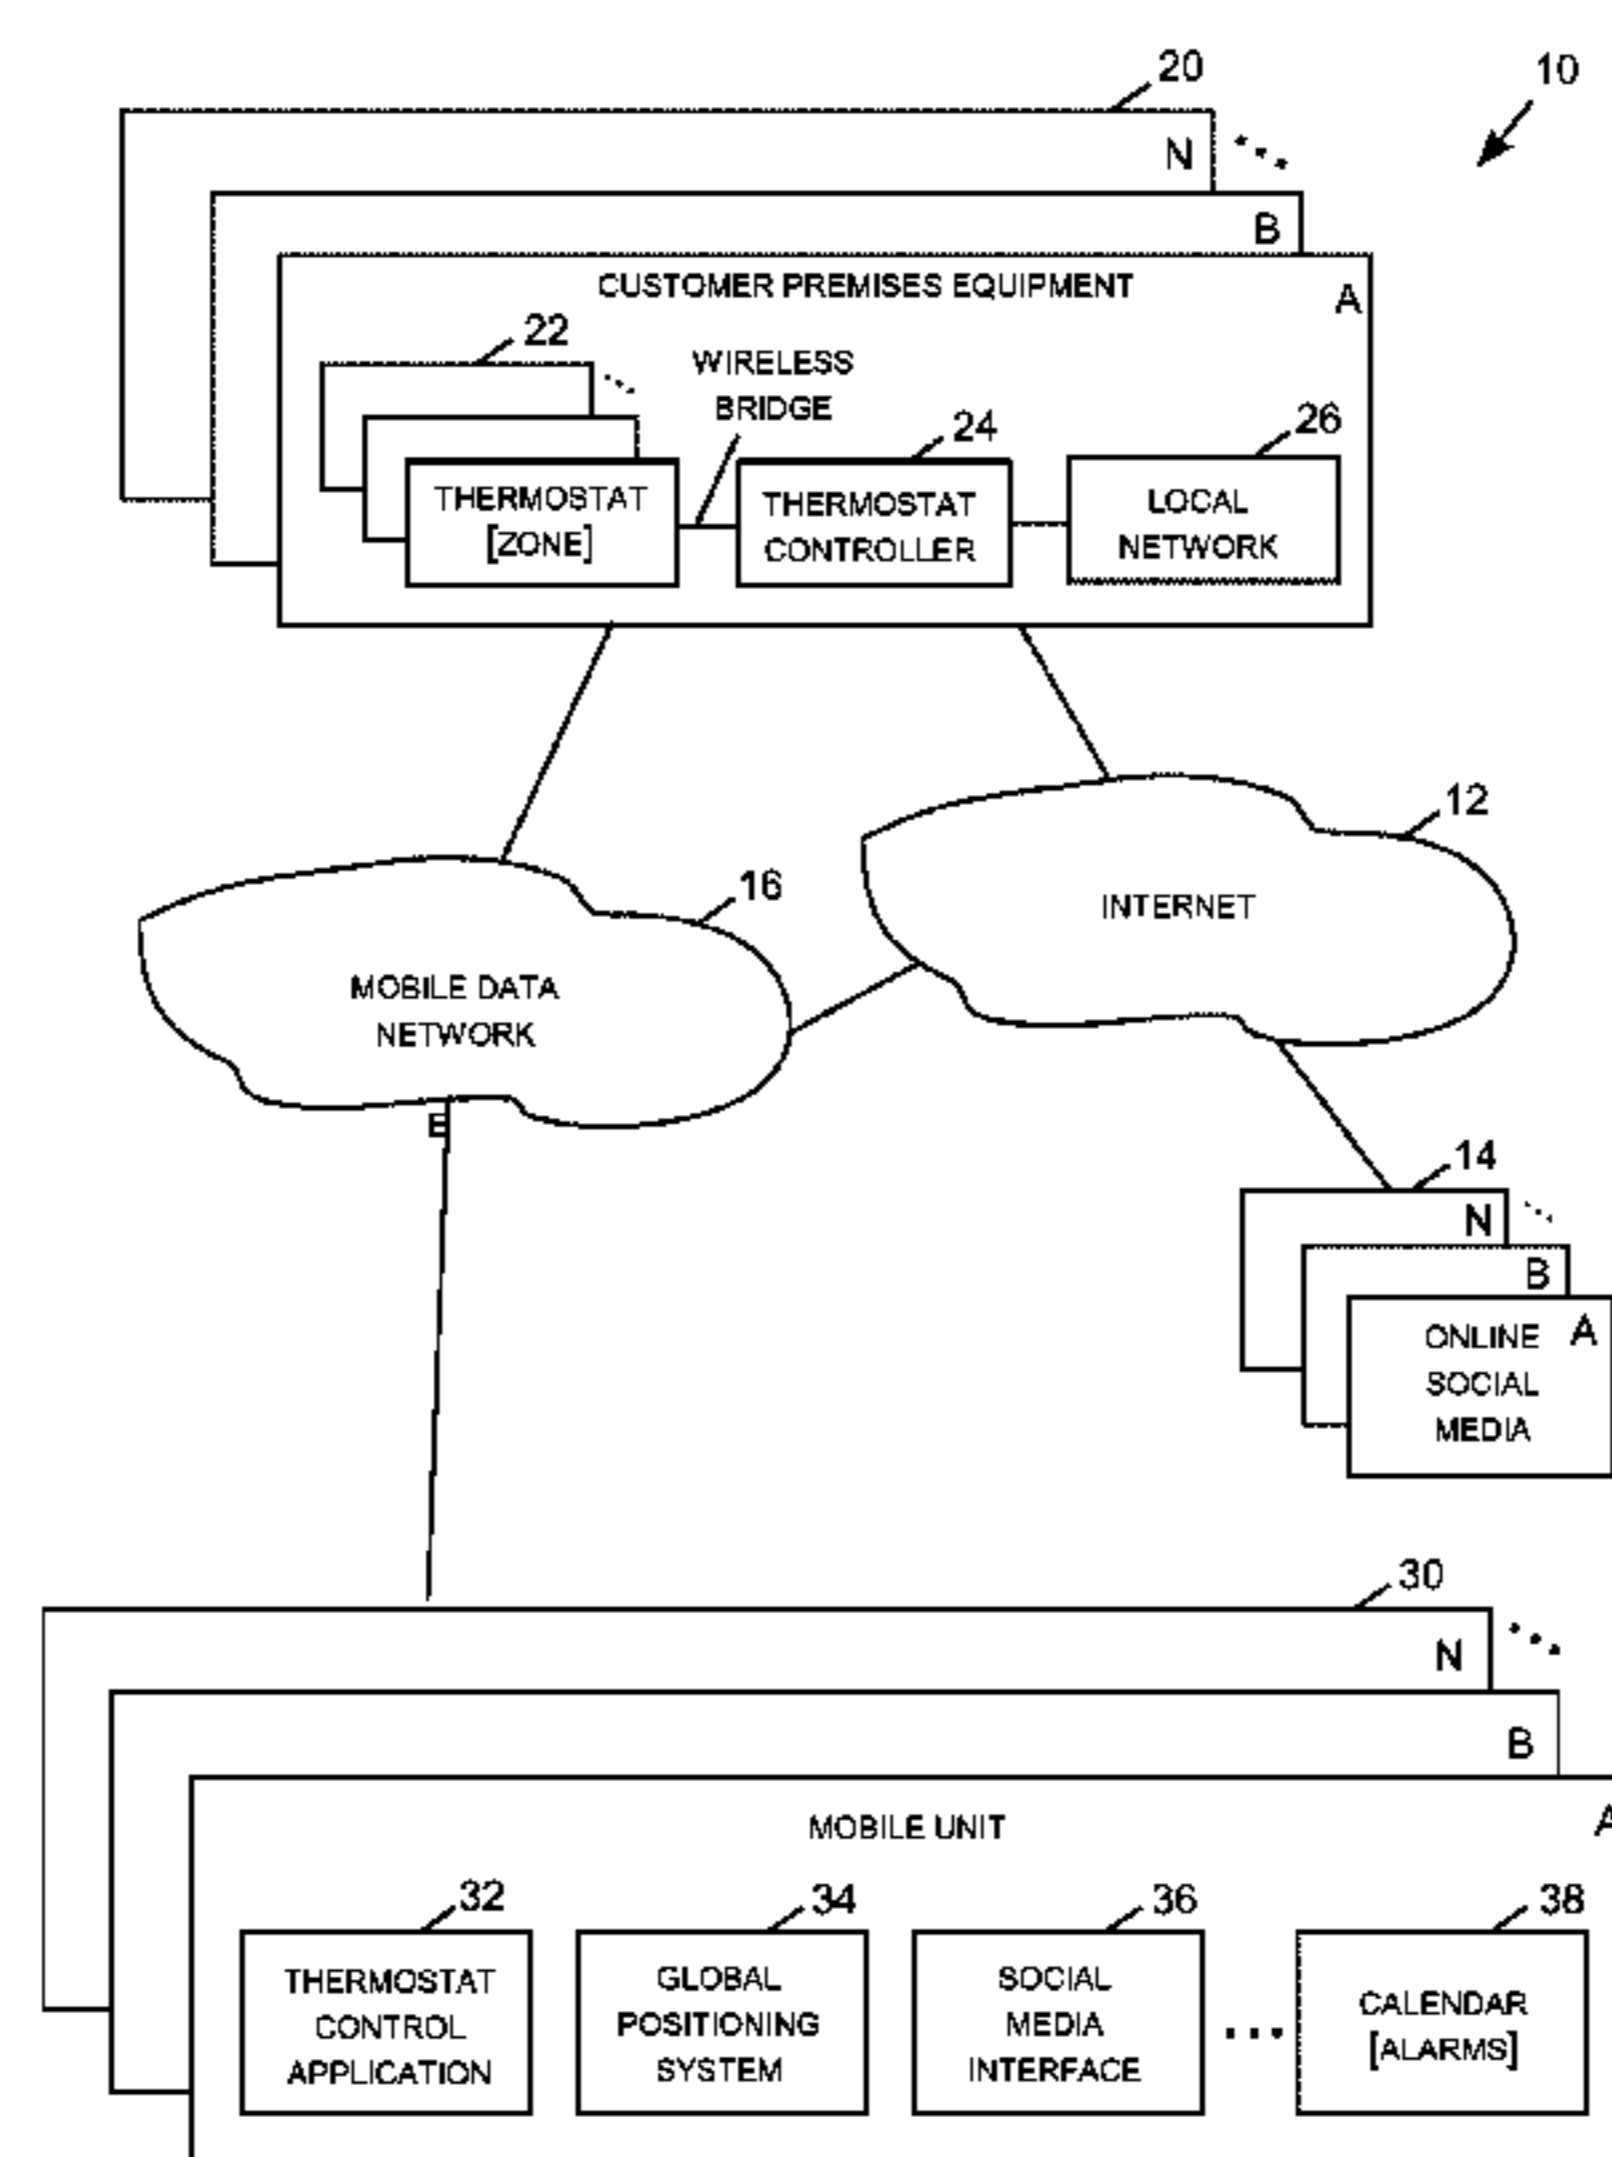 20
10
N
B
CUSTOMER PREMISES EQUIPMENT
A
22
WIRELESS
BRIDGE
24
26
THERMOSTAT
[ZONE]
THERMOSTAT
CONTROLLER
LOCAL
NETWORK
12
INTERNET
16
MOBILE DATA
NETWORK
E
14
N
B
A
ONLINE
SOCIAL
MEDIA
30
N
B
A
MOBILE UNIT
32
34
36
38
THERMOSTAT
CONTROL
APPLICATION
GLOBAL
POSITIONING
SYSTEM
SOCIAL
MEDIA
INTERFACE
...
CALENDAR
[ALARMS]